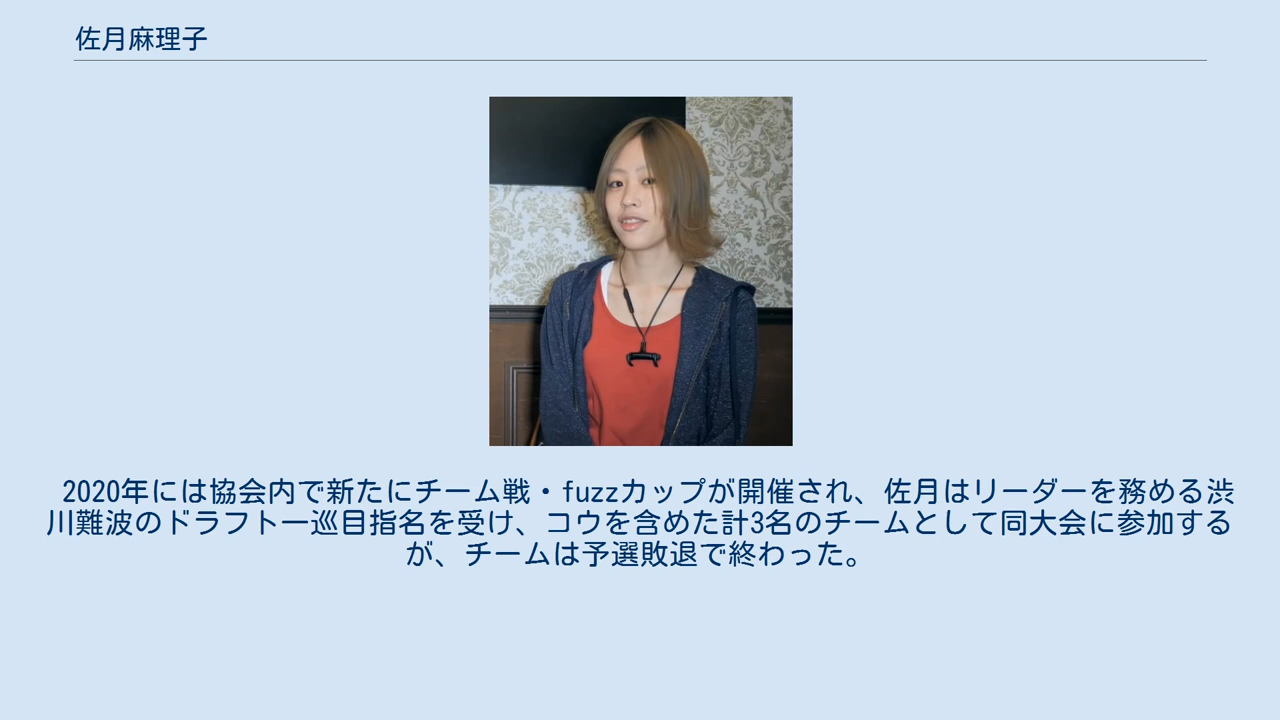 佐月麻理子
2020年には協会内で新たにチーム戦・fuzzカップが開催され、佐月はリーダーを務める渋
川難波のドラフト一巡目指名を受け、コウを含めた計3名のチームとして同大会に参加する
が、チームは予選敗退で終わった。